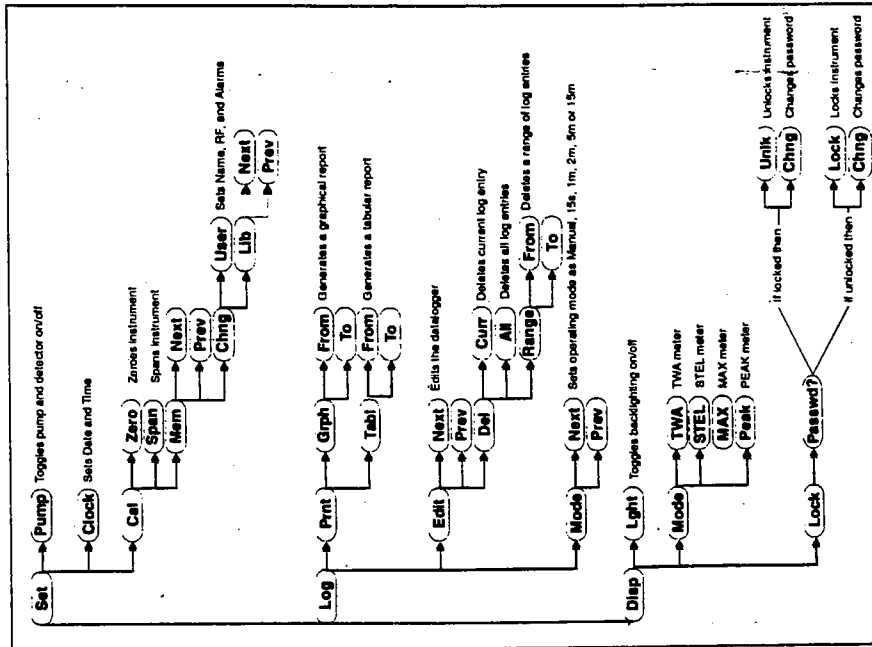 Set
Pump
Toggles pump and detector on/off
Clock
Sets Date and Time
Cal
Zero
Zeroes instrument
Span
Spans instrument
Mem
Next
Prev
Chng
User
Sets Name, RF, and Alarms
Lib
Next
Prev
Log
Prnt
Grph
From
Generates a graphical report
To
Tabl
From
Generates a tabular report
To
Edit
Next
Edits the datalogger
Prev
Del
Curr
Deletes current log entry
All
Deletes all log entries
Range
From
Deletes a range of log entries
To
Mode
Next
Sets operating mode as Manual, 15s, 1m, 2m, 5m or 15m
Prev
Disp
Lght
Toggles backlighting on/off
Mode
TWA
TWA meter
STEL
STEL meter
MAX
MAX meter
Peak
PEAK meter
Lock
Passwd?
If locked then
Unlk
Unlocks instrument
Chng
Changes password
If unlocked then
Lock
Locks instrument
Chng
Changes password